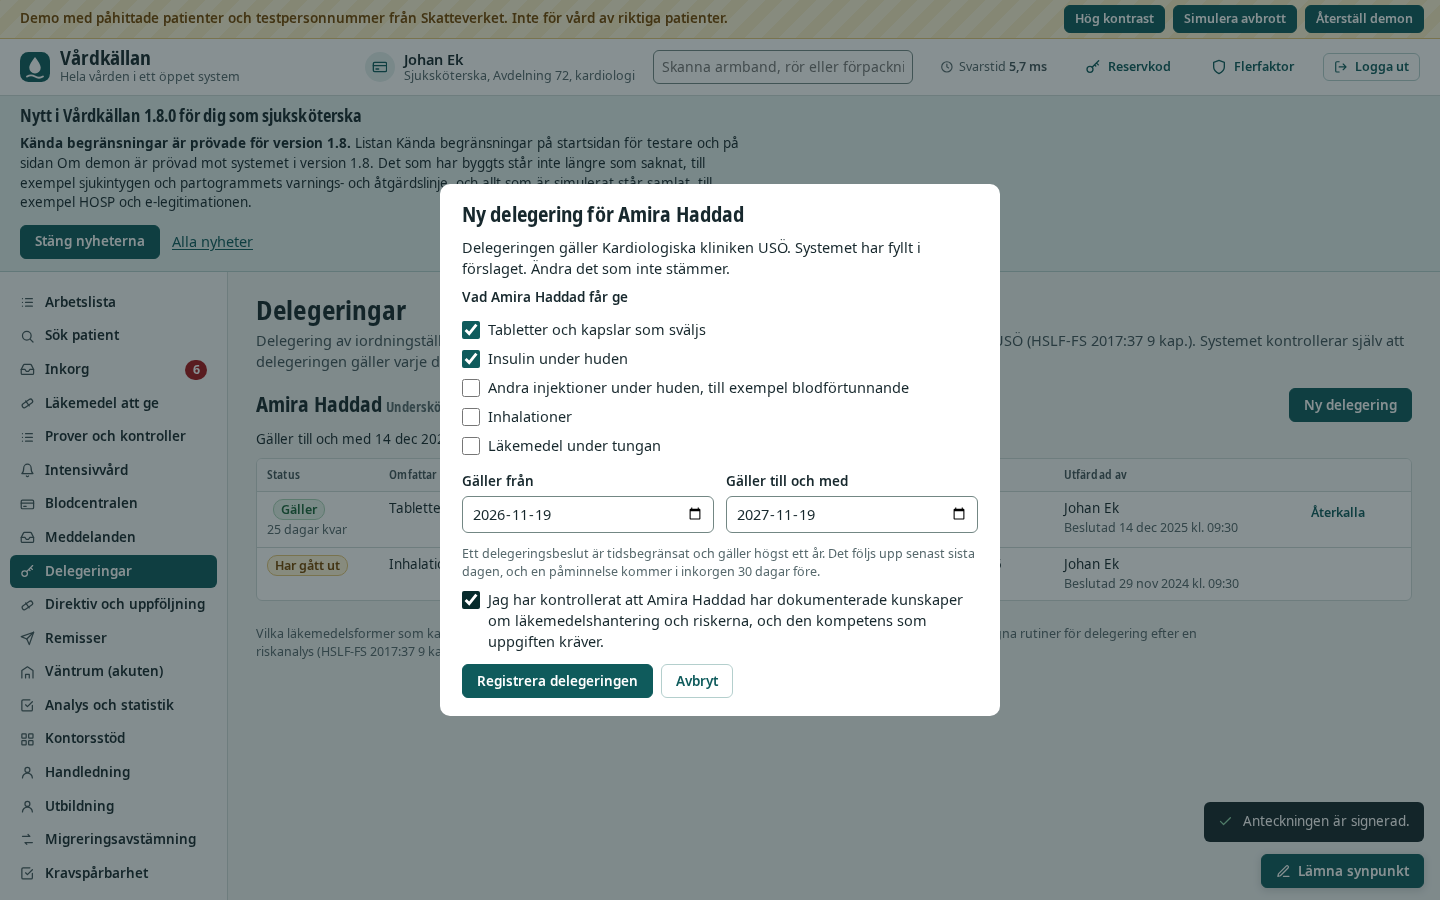 Demo med påhittade patienter och testpersonnummer från Skatteverket. Inte för vård av riktiga patienter.
Hög kontrast
Simulera avbrott
Återställ demon
Vårdkällan
Hela vården i ett öppet system
Johan Ek
Sjuksköterska, Avdelning 72, kardiologi
Skanna armband, rör eller förpackni
Svarstid 5,7 ms
Reservkod
Flerfaktor
Logga ut
Nytt i Vårdkällan 1.8.0 för dig som sjuksköterska
Kända begränsningar är prövade för version 1.8. Listan Kända begränsningar på startsidan för testare och på
sidan Om demon är prövad mot systemet i version 1.8. Det som har byggts står inte längre som saknat, till
exempel sjukintygen och partogrammets varnings- och åtgärdslinje, och allt som är simulerat står samlat, till
exempel HOSP och e-legitimationen.
Stäng nyheterna
Alla nyheter
Arbetslista
Sök patient
Inkorg
6
Läkemedel att ge
Prover och kontroller
Intensivvård
Blodcentralen
Meddelanden
Delegeringar
Direktiv och uppföljning
Remisser
Väntrum (akuten)
Analys och statistik
Kontorsstöd
Handledning
Utbildning
Migreringsavstämning
Kravspårbarhet
Delegeringar
Delegering av iordningställ
USÖ (HSLF-FS 2017:37 9 kap.). Systemet kontrollerar själv att
delegeringen gäller varje d
Amira Haddad Underskö
Ny delegering
Gäller till och med 14 dec 202
Status
Omfattar
Utfärdad av
Gäller
25 dagar kvar
Tablette
Johan Ek
Beslutad 14 dec 2025 kl. 09:30
Återkalla
Har gått ut
Inhalatio
Johan Ek
Beslutad 29 nov 2024 kl. 09:30
Vilka läkemedelsformer som ka
na rutiner för delegering efter en
riskanalys (HSLF-FS 2017:37 9 ka
Ny delegering för Amira Haddad
Delegeringen gäller Kardiologiska kliniken USÖ. Systemet har fyllt i
förslaget. Ändra det som inte stämmer.
Vad Amira Haddad får ge
Tabletter och kapslar som sväljs
Insulin under huden
Andra injektioner under huden, till exempel blodförtunnande
Inhalationer
Läkemedel under tungan
Gäller från
Gäller till och med
2026-11-19
2027-11-19
Ett delegeringsbeslut är tidsbegränsat och gäller högst ett år. Det följs upp senast sista
dagen, och en påminnelse kommer i inkorgen 30 dagar före.
Jag har kontrollerat att Amira Haddad har dokumenterade kunskaper
om läkemedelshantering och riskerna, och den kompetens som
uppgiften kräver.
Registrera delegeringen
Avbryt
Anteckningen är signerad.
Lämna synpunkt